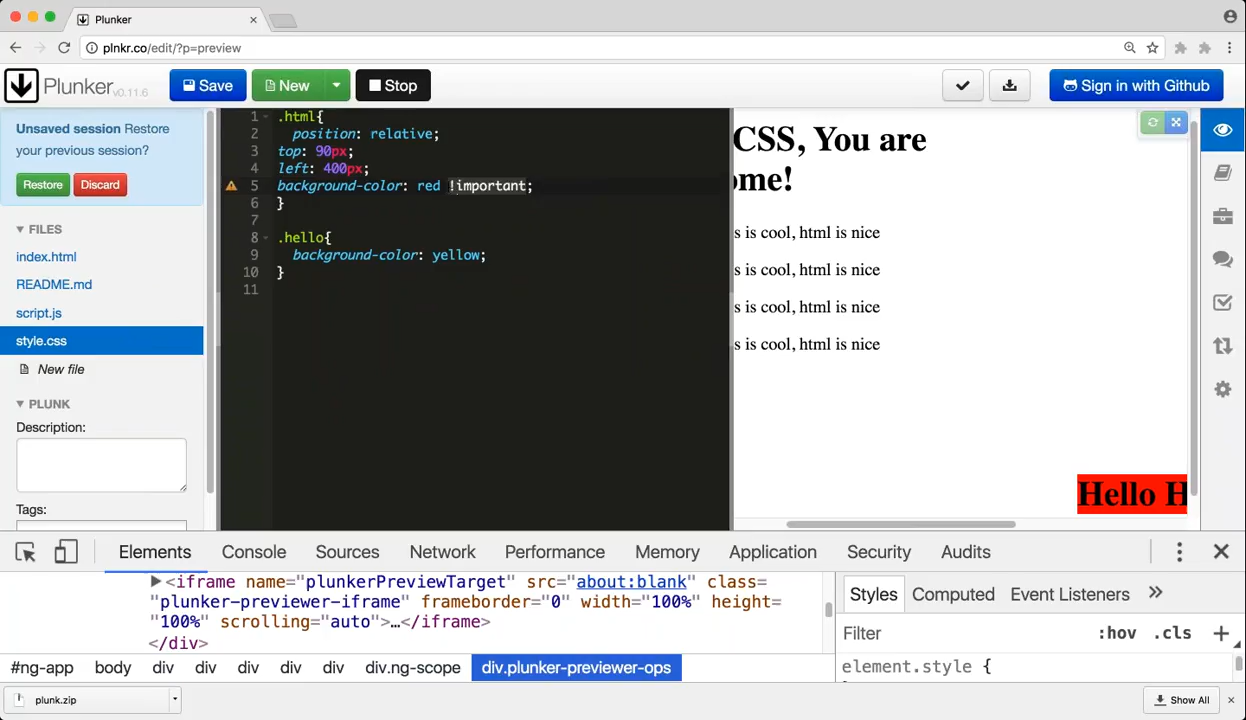 Plunker
plnkr.co/edit/?p=preview
Plunker v0.11.6
Save
New
Stop
Sign in with Github
Unsaved session Restore
your previous session?
Restore
Discard
FILES
index.html
README.md
script.js
style.css
New file
PLUNK
Description:
Tags:
1 .html{
2 position: relative;
3 top: 90px;
4 left: 400px;
5 background-color: red !important;
6 }
7
8 .hello{
9 background-color: yellow;
10 }
11
CSS, You are
ome!
s is cool, html is nice
s is cool, html is nice
s is cool, html is nice
s is cool, html is nice
Hello H
Elements
Console
Sources
Network
Performance
Memory
Application
Security
Audits
<iframe name="plunkerPreviewTarget" src="about:blank" class=
"plunker-previewer-iframe" frameborder="0" width="100%" height=
"100%" scrolling="auto">…</iframe>
</div>
#ng-app body div div div div div div.ng-scope div.plunker-previewer-ops
Styles
Computed
Event Listeners
»
Filter
:hov .cls +
element.style {
plunk.zip
Show All